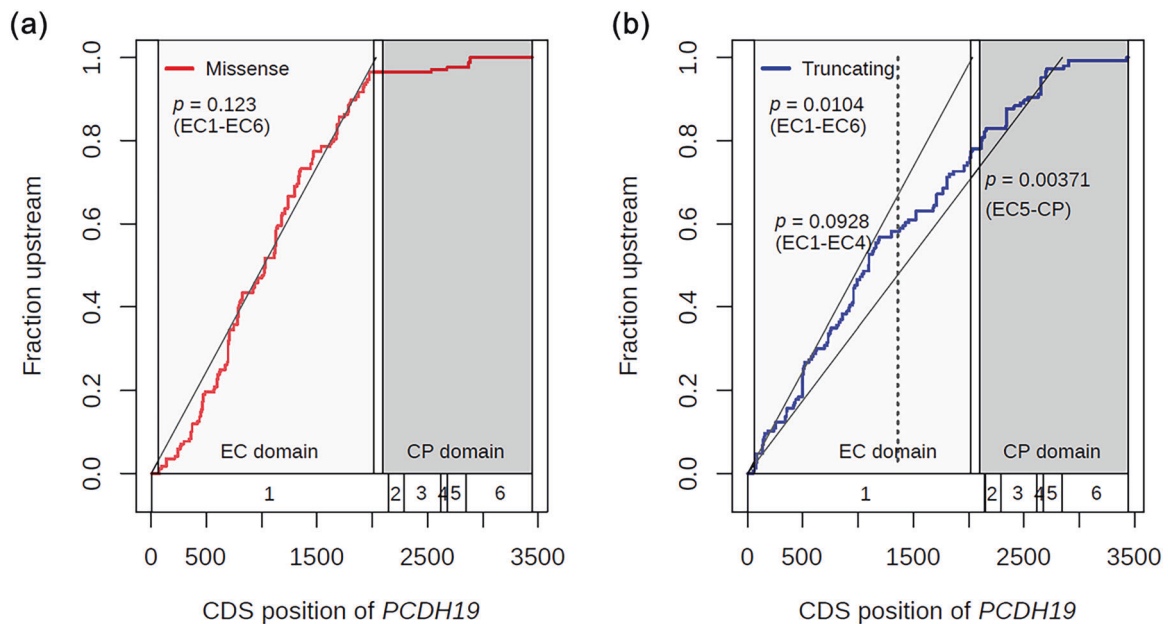 (a)
Missense
p = 0.123
(EC1-EC6)
Fraction upstream
0.0 0.2 0.4 0.6 0.8 1.0
EC domain
CP domain
1 2 3 4 5 6
0 500 1500 2500 3500
CDS position of PCDH19
(b)
Truncating
p = 0.0104
(EC1-EC6)
p = 0.00371
(EC5-CP)
p = 0.0928
(EC1-EC4)
Fraction upstream
0.0 0.2 0.4 0.6 0.8 1.0
EC domain
CP domain
1 2 3 4 5 6
0 500 1500 2500 3500
CDS position of PCDH19